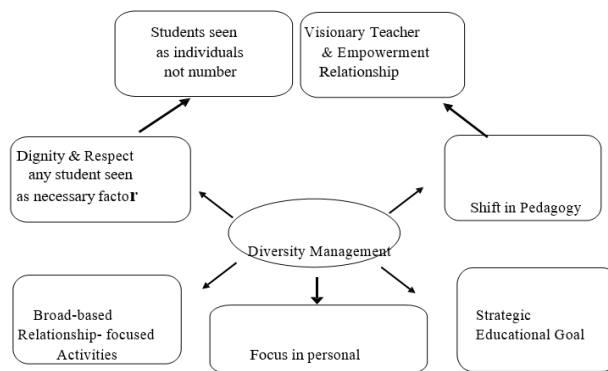 Students seen
as individuals
not number
Visionary Teacher
& Empowerment
Relationship
Dignity & Respect
any student seen
as necessary factor
Shift in Pedagogy
Diversity Management
Broad-based
Relationship- focused
Activities
Focus in personal
Strategic
Educational Goal